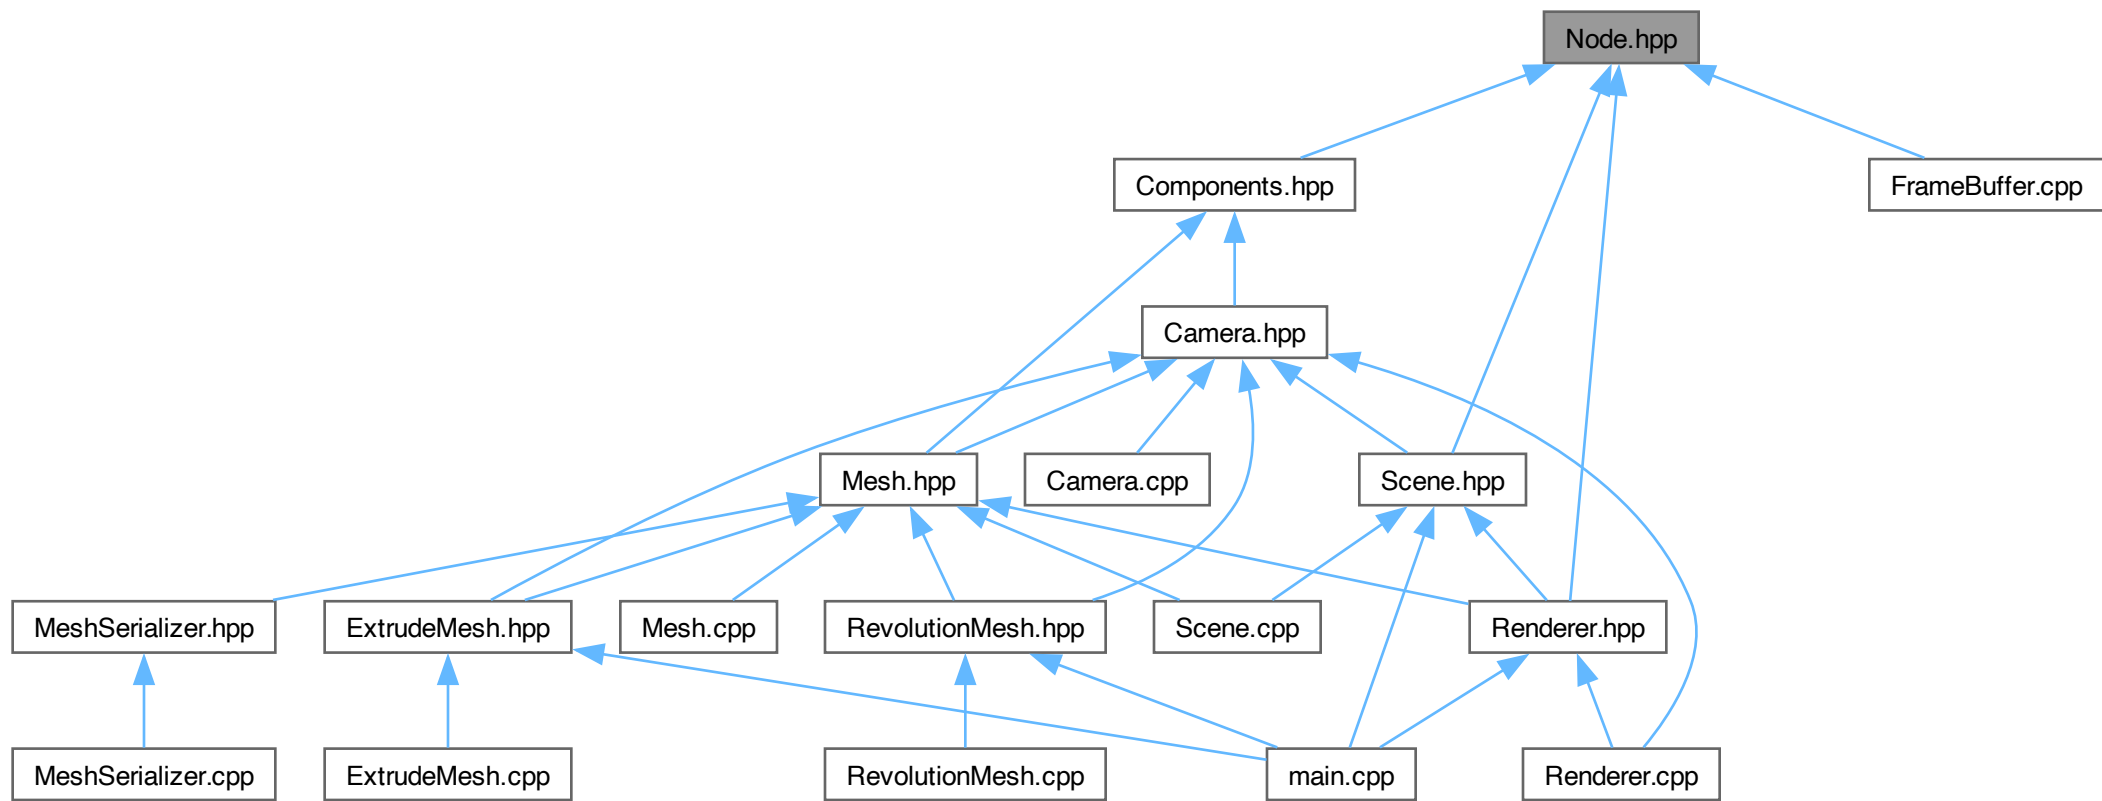 Node.hpp
Components.hpp
FrameBuffer.cpp
Camera.hpp
Mesh.hpp
Camera.cpp
Scene.hpp
MeshSerializer.hpp
ExtrudeMesh.hpp
Mesh.cpp
RevolutionMesh.hpp
Scene.cpp
Renderer.hpp
MeshSerializer.cpp
ExtrudeMesh.cpp
RevolutionMesh.cpp
main.cpp
Renderer.cpp